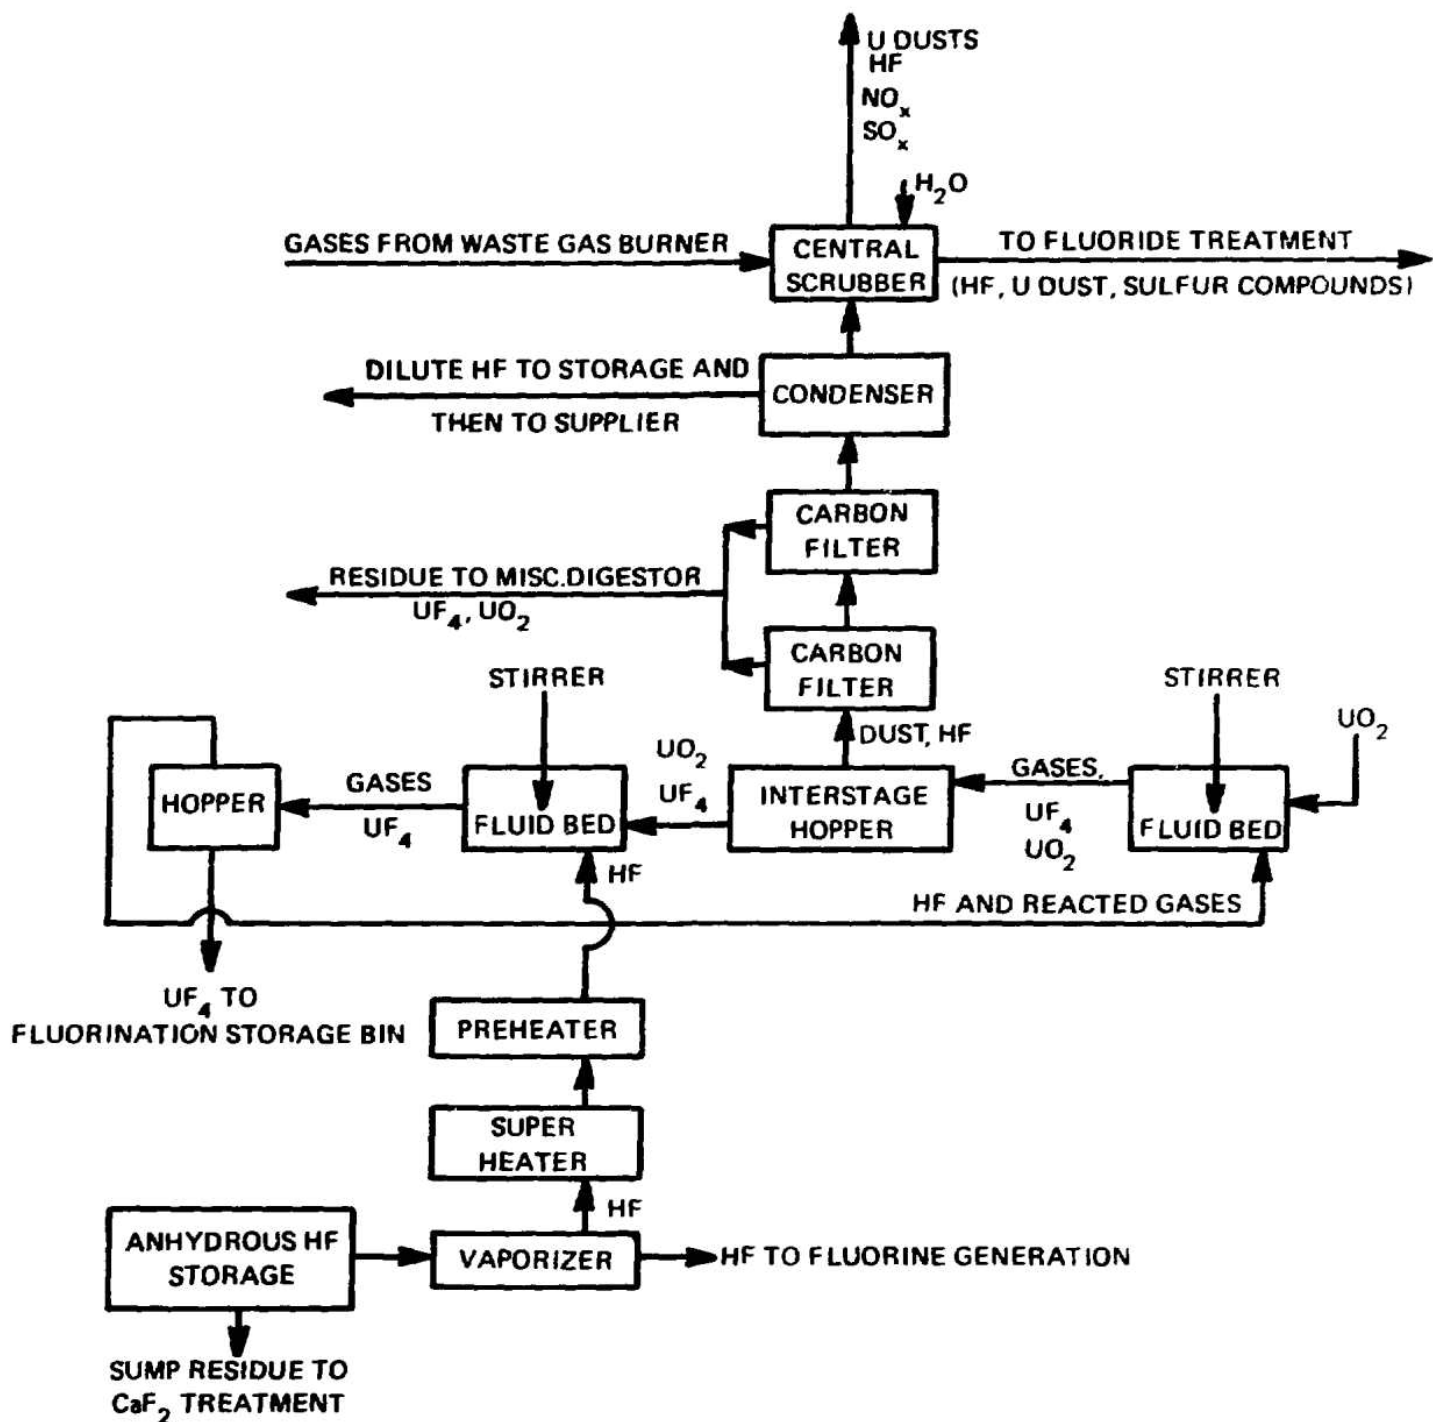 U DUSTS
HF
NOₓ
SOₓ
H₂O
GASES FROM WASTE GAS BURNER
CENTRAL
SCRUBBER
TO FLUORIDE TREATMENT
(HF, U DUST, SULFUR COMPOUNDS)
DILUTE HF TO STORAGE AND
THEN TO SUPPLIER
CONDENSER
CARBON
FILTER
RESIDUE TO MISC.DIGESTOR
UF₄, UO₂
CARBON
FILTER
STIRRER
STIRRER
DUST, HF
UO₂
HOPPER
GASES
UF₄
FLUID BED
UO₂
UF₄
INTERSTAGE
HOPPER
GASES,
UF₄
UO₂
FLUID BED
HF
HF AND REACTED GASES
UF₄ TO
FLUORINATION STORAGE BIN
PREHEATER
SUPER
HEATER
HF
ANHYDROUS HF
STORAGE
VAPORIZER
HF TO FLUORINE GENERATION
SUMP RESIDUE TO
CaF₂ TREATMENT